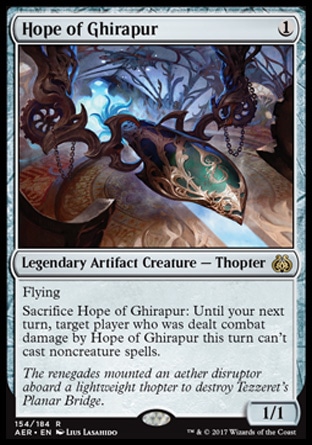 Hope of Ghirapur 1
Legendary Artifact Creature — Thopter
Flying
Sacrifice Hope of Ghirapur: Until your next
turn, target player who was dealt combat
damage by Hope of Ghirapur this turn can't
cast noncreature spells.
The renegades mounted an aether disruptor
aboard a lightweight thopter to destroy Tezzeret's
Planar Bridge.
1/1
154/184 R
AER • EN Lius Lasahido ™ & © 2017 Wizards of the Coast